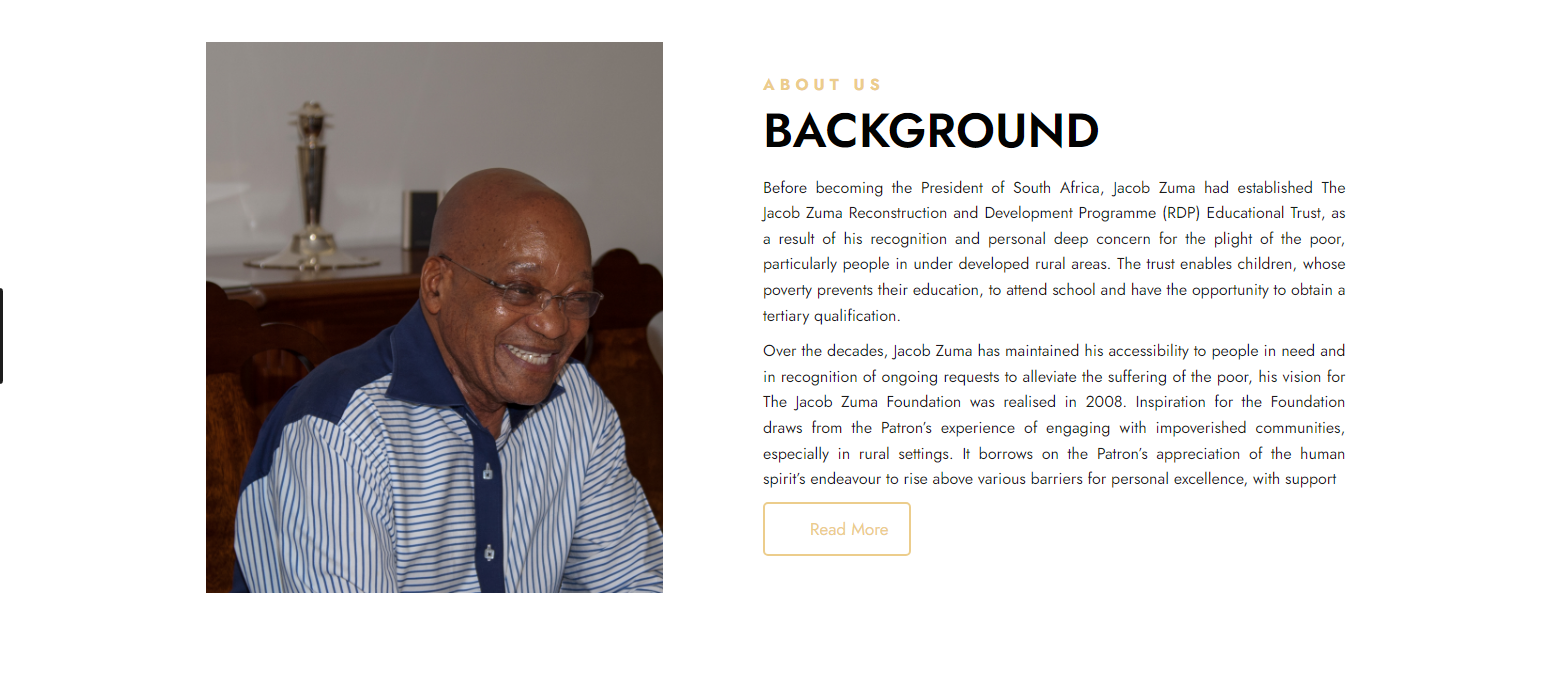 ABOUT US
BACKGROUND
Before becoming the President of South Africa, Jacob Zuma had established The
Jacob Zuma Reconstruction and Development Programme (RDP) Educational Trust, as
a result of his recognition and personal deep concern for the plight of the poor,
particularly people in under developed rural areas. The trust enables children, whose
poverty prevents their education, to attend school and have the opportunity to obtain a
tertiary qualification.
Over the decades, Jacob Zuma has maintained his accessibility to people in need and
in recognition of ongoing requests to alleviate the suffering of the poor, his vision for
The Jacob Zuma Foundation was realised in 2008. Inspiration for the Foundation
draws from the Patron’s experience of engaging with impoverished communities,
especially in rural settings. It borrows on the Patron’s appreciation of the human
spirit’s endeavour to rise above various barriers for personal excellence, with support
Read More